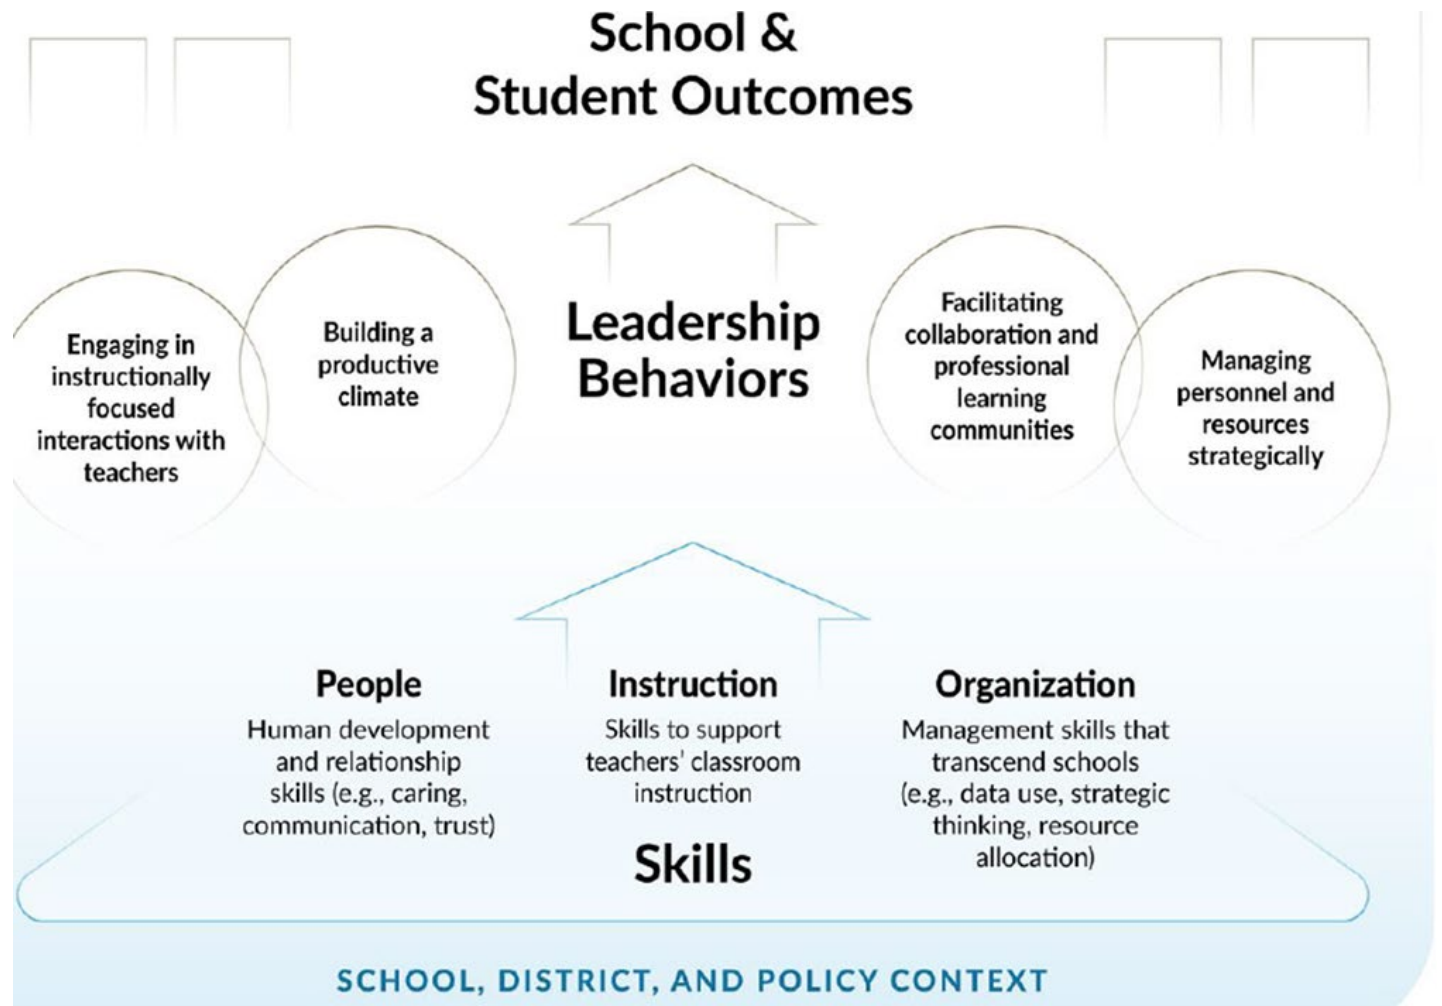 School &
Student Outcomes
Engaging in
instructionally
focused
interactions with
teachers
Building a
productive
climate
Leadership
Behaviors
Facilitating
collaboration and
professional
learning
communities
Managing
personnel and
resources
strategically
People
Human development
and relationship
skills (e.g., caring,
communication, trust)
Instruction
Skills to support
teachers' classroom
instruction
Organization
Management skills that
transcend schools
(e.g., data use, strategic
thinking, resource
allocation)
Skills
SCHOOL, DISTRICT, AND POLICY CONTEXT